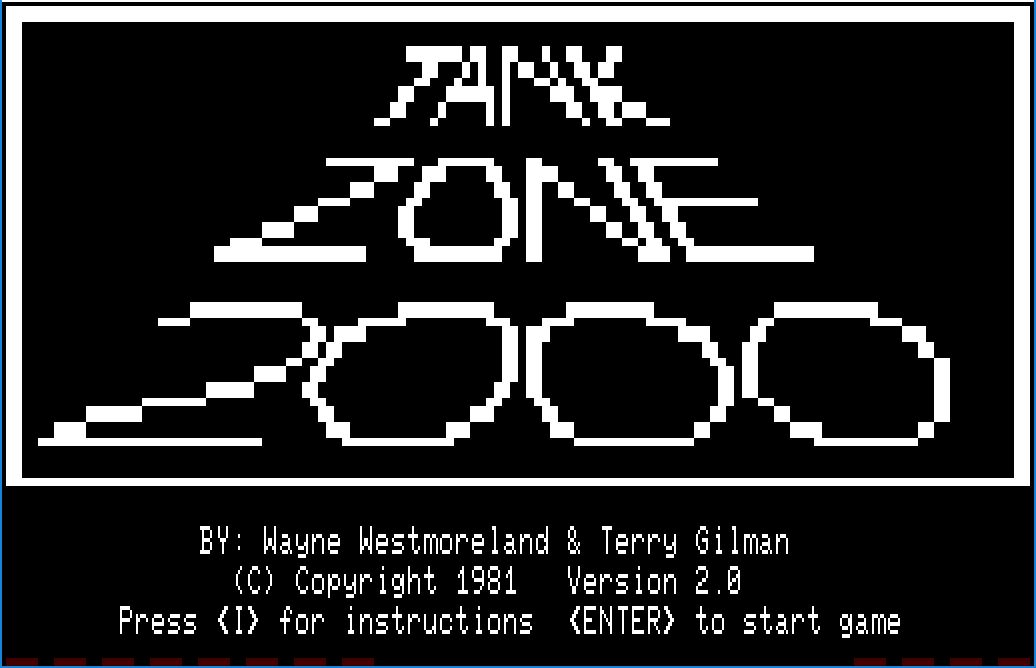 TANK
ZONE
2000
BY: Wayne Westmoreland & Terry Gilman
(C) Copyright 1981 Version 2.0
Press <I> for instructions <ENTER> to start game